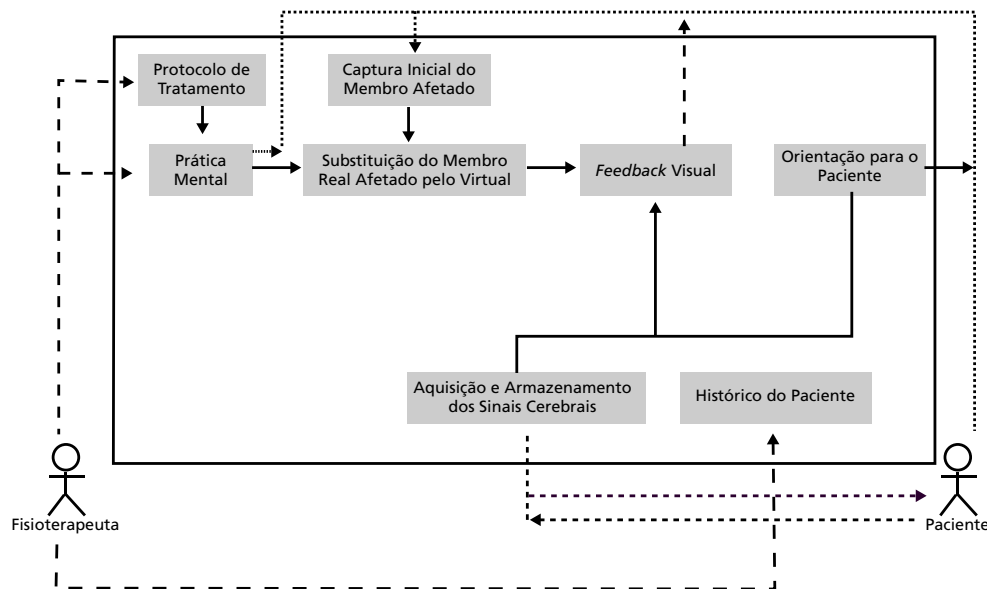 Protocolo de
Tratamento
Captura Inicial do
Membro Afetado
Prática
Mental
Substituição do Membro
Real Afetado pelo Virtual
Feedback Visual
Orientação para o
Paciente
Aquisição e Armazenamento
dos Sinais Cerebrais
Histórico do Paciente
Fisioterapeuta
Paciente